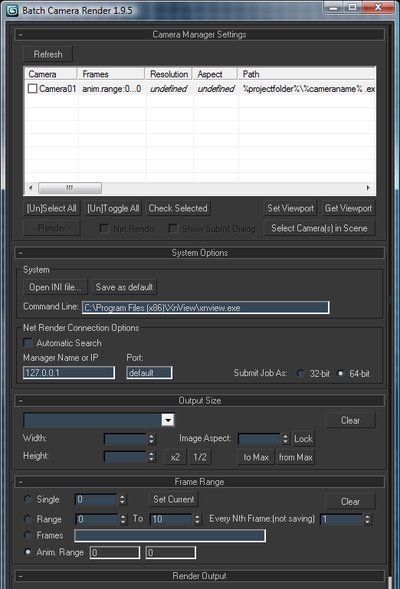 Batch Camera Render 1.9.5
Camera Manager Settings
Refresh
Camera Frames Resolution Aspect Path
Camera01 anim.range:0...0 undefined undefined %projectfolder%\%cameraname% .ex
[Un]Select All [Un]Toggle All Check Selected Set Viewport Get Viewport
Render Net Render Show Submit Dialog Select Camera(s) in Scene
System Options
System
Open INI file... Save as default
Command Line: C:\Program Files (x86)\XnView\xnview.exe
Net Render Connection Options
Automatic Search
Manager Name or IP Port:
127.0.0.1 default Submit Job As: 32-bit 64-bit
Output Size
Clear
Width: Image Aspect: Lock
Height: x2 1/2 to Max from Max
Frame Range
Single 0 Set Current Clear
Range 0 To 10 Every Nth Frame:(not saving) 1
Frames
Anim. Range 0 0
Render Output